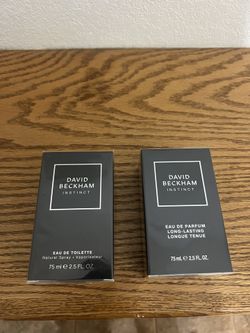 DAVID
BECKHAM
INSTINCT
EAU DE TOILETTE
Natural Spray • Vaporisateur
75 ml ℮ 2.5 FL. OZ.
DAVID
BECKHAM
INSTINCT
EAU DE PARFUM
LONG-LASTING
LONGUE TENUE
75 ml ℮ 2.5 FL. OZ.